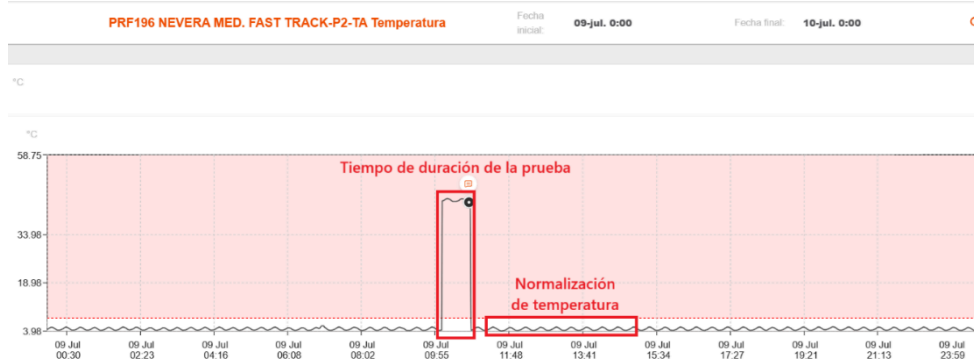 PRF196 NEVERA MED. FAST TRACK-P2-TA Temperatura
Fecha inicial:
09-jul. 0:00
Fecha final:
10-jul. 0:00
°C
°C
58.75
Tiempo de duración de la prueba
33.98
18.98
Normalización
de temperatura
3.98
09 Jul 09 Jul 09 Jul 09 Jul 09 Jul 09 Jul 09 Jul 09 Jul 09 Jul 09 Jul 09 Jul 09 Jul 09 Jul
00:30 02:23 04:16 06:08 08:02 09:55 11:48 13:41 15:34 17:27 19:21 21:13 23:50